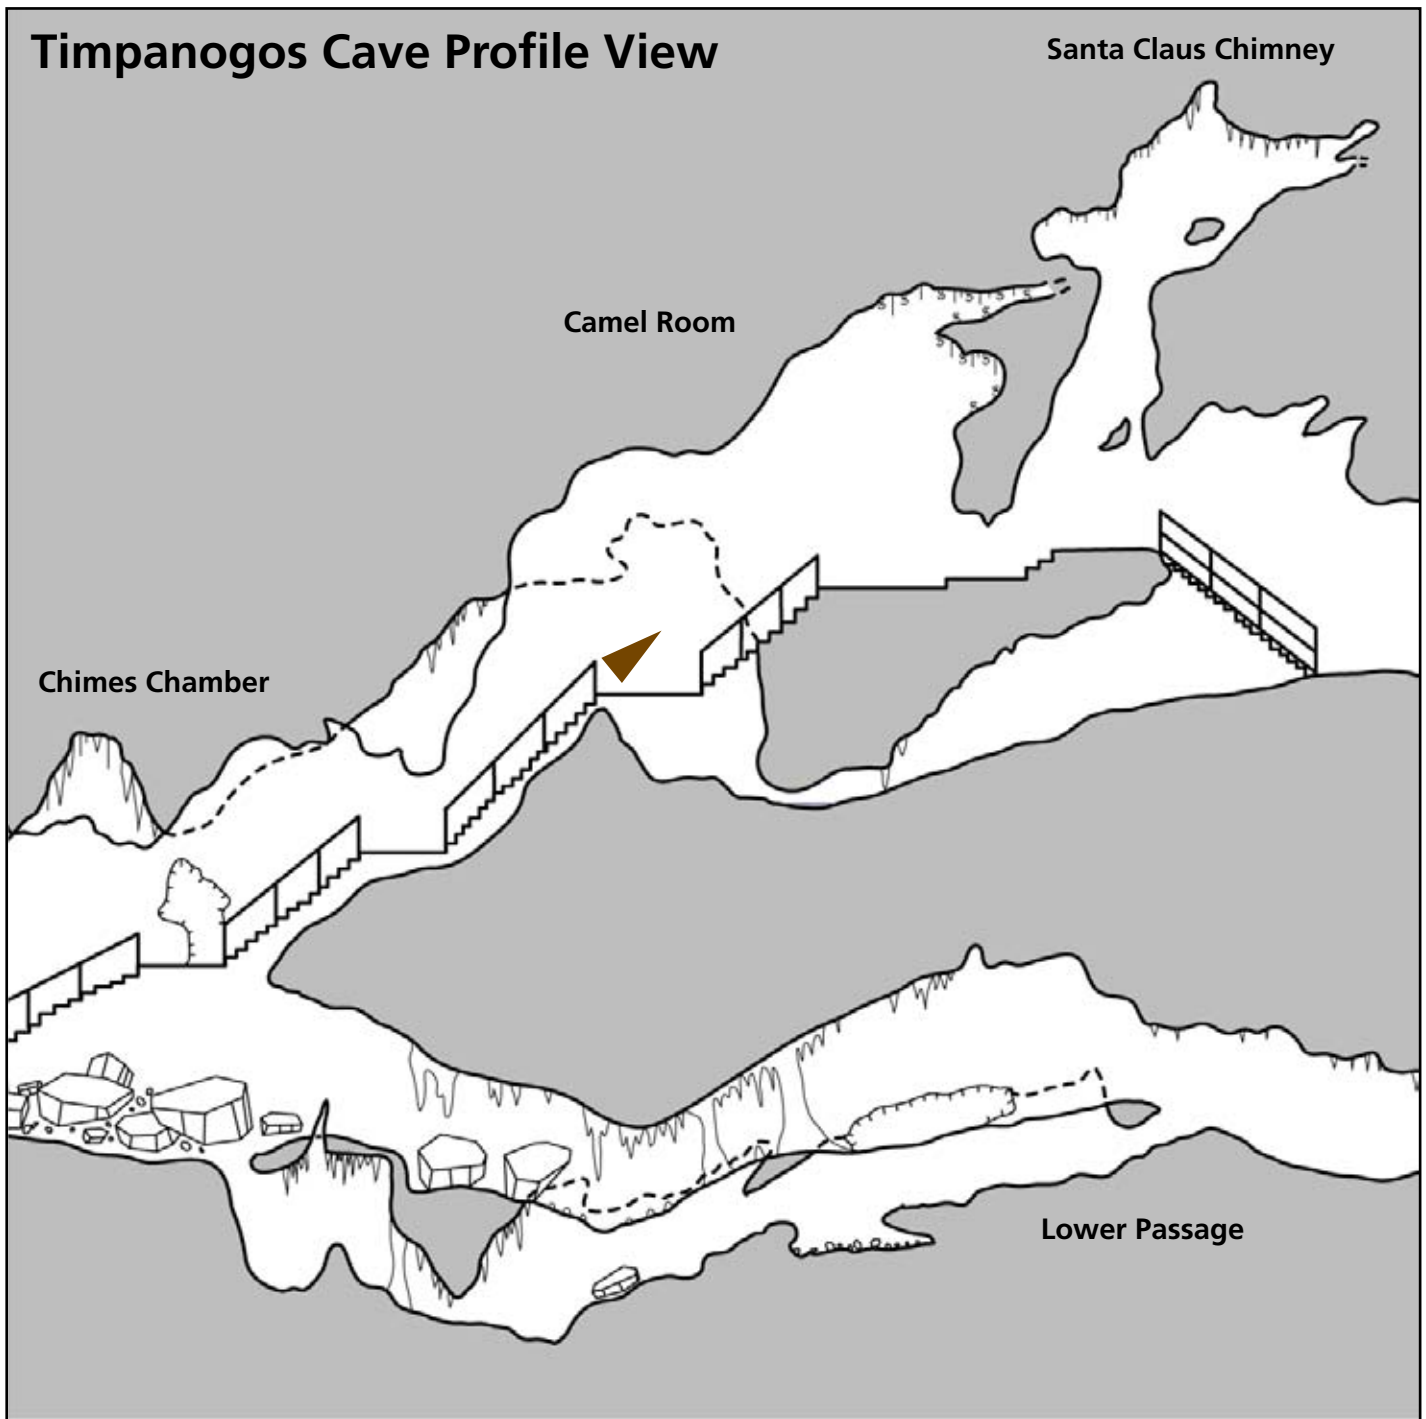 Timpanogos Cave Profile View
Santa Claus Chimney
Camel Room
Chimes Chamber
Lower Passage